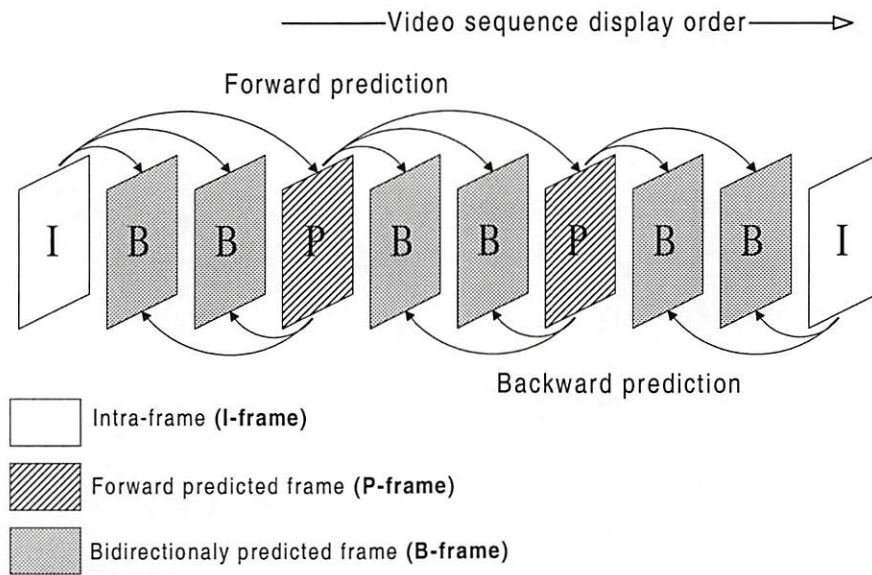 Video sequence display order
Forward prediction
I B B P B B P B B I
Backward prediction
Intra-frame (I-frame)
Forward predicted frame (P-frame)
Bidirectionaly predicted frame (B-frame)